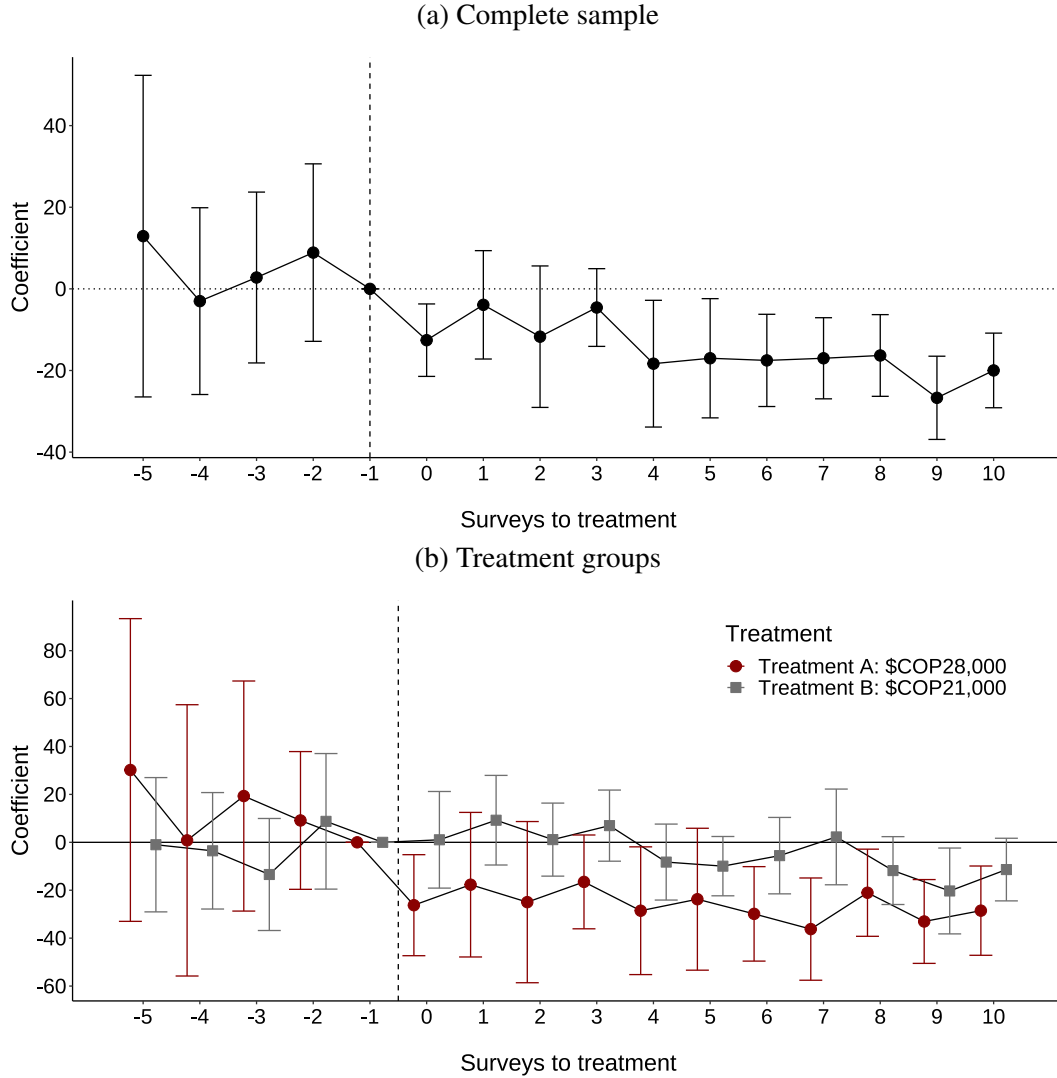 (a) Complete sample
40
20
0
-20
-40
Coefficient
-5 -4 -3 -2 -1 0 1 2 3 4 5 6 7 8 9 10
Surveys to treatment
(b) Treatment groups
80
60
40
20
0
-20
-40
-60
Coefficient
Treatment
Treatment A: $COP28,000
Treatment B: $COP21,000
-5 -4 -3 -2 -1 0 1 2 3 4 5 6 7 8 9 10
Surveys to treatment